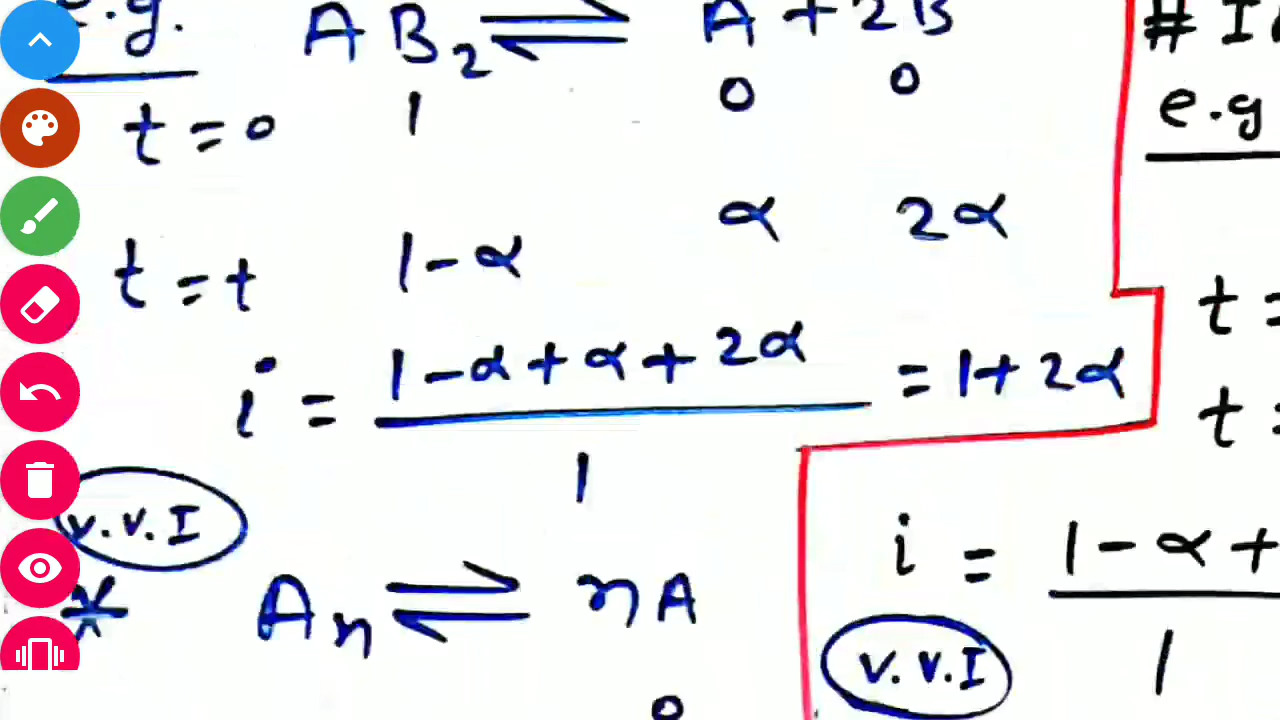 e.g. AB₂ ⇌ A + 2B
t = 0 1 0 0
t = t 1-α α 2α
i = 1-α+α+2α / 1 = 1+2α
v.v.I
* Aₙ ⇌ nA
0
#
e.g
t =
t =
i = 1-α+ / 1
v.v.I